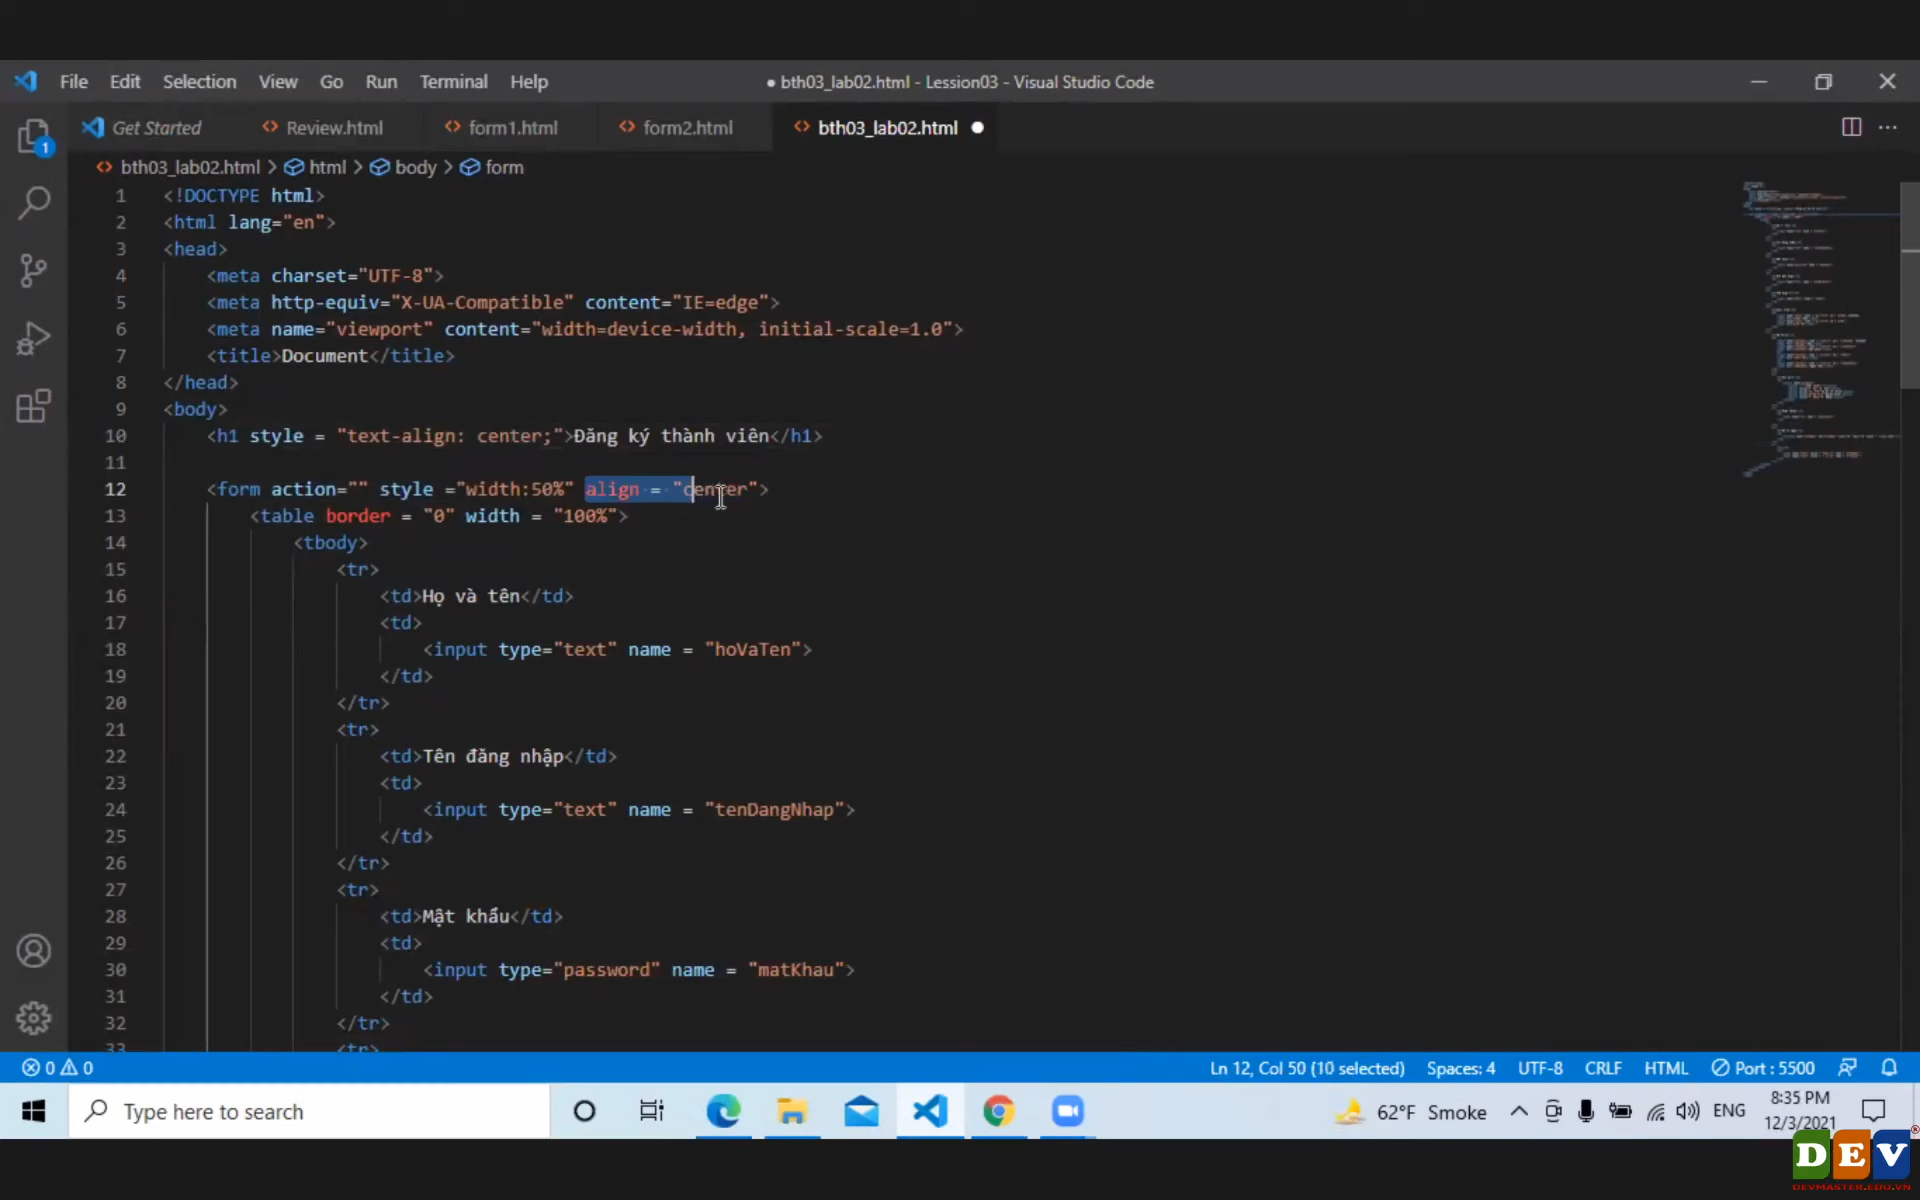 File Edit Selection View Go Run Terminal Help
● bth03_lab02.html - Lession03 - Visual Studio Code
Get Started Review.html form1.html form2.html bth03_lab02.html
bth03_lab02.html > html > body > form
1 <!DOCTYPE html>
2 <html lang="en">
3 <head>
4 <meta charset="UTF-8">
5 <meta http-equiv="X-UA-Compatible" content="IE=edge">
6 <meta name="viewport" content="width=device-width, initial-scale=1.0">
7 <title>Document</title>
8 </head>
9 <body>
10 <h1 style = "text-align: center;">Đăng ký thành viên</h1>
11
12 <form action="" style ="width:50%" align = "center">
13 <table border = "0" width = "100%">
14 <tbody>
15 <tr>
16 <td>Họ và tên</td>
17 <td>
18 <input type="text" name = "hoVaTen">
19 </td>
20 </tr>
21 <tr>
22 <td>Tên đăng nhập</td>
23 <td>
24 <input type="text" name = "tenDangNhap">
25 </td>
26 </tr>
27 <tr>
28 <td>Mật khẩu</td>
29 <td>
30 <input type="password" name = "matKhau">
31 </td>
32 </tr>
33 <tr>
0 0 Ln 12, Col 50 (10 selected) Spaces: 4 UTF-8 CRLF HTML Port : 5500
Type here to search
62°F Smoke ENG
8:35 PM
12/3/2021
1
DEV
DEVMASTER.EDU.VN